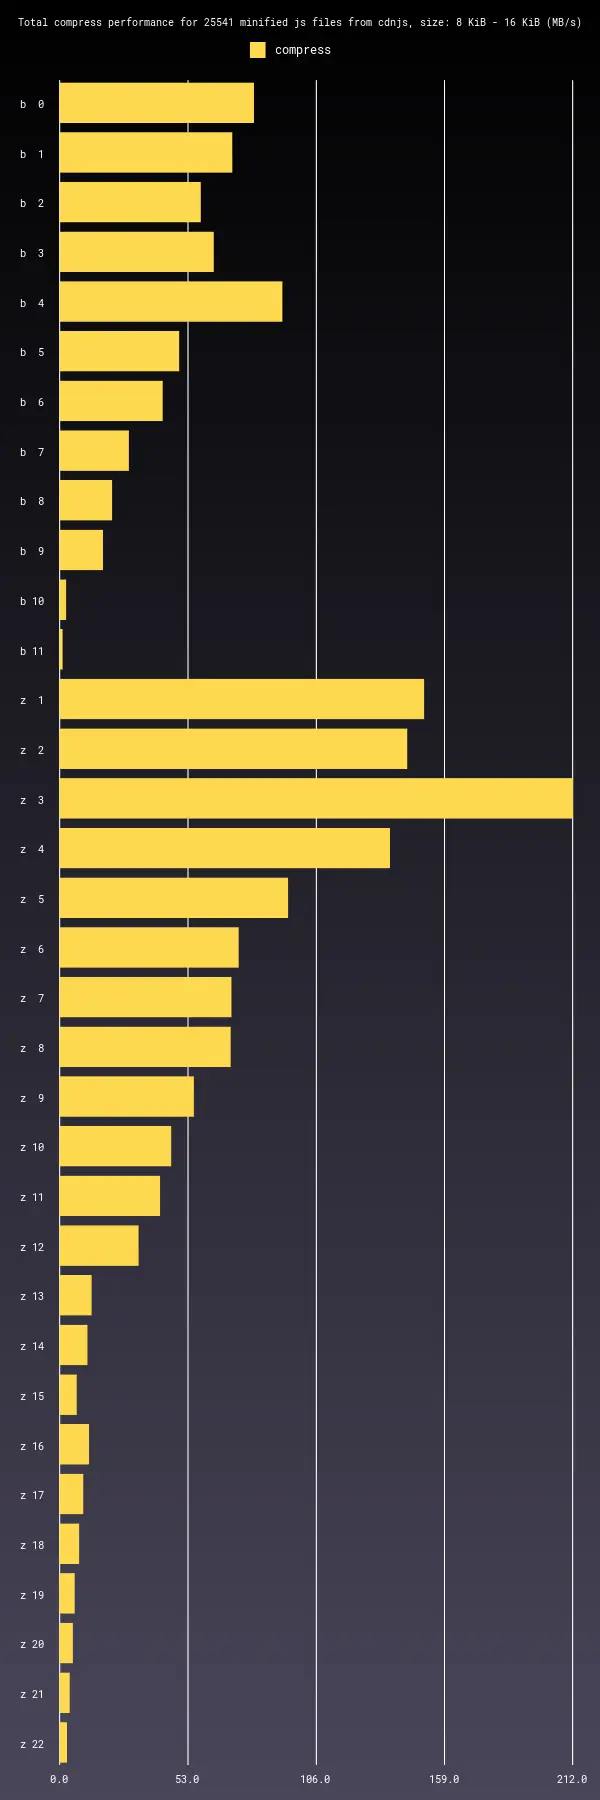 Total compress performance for 25541 minified js files from cdnjs, size: 8 KiB - 16 KiB (MB/s)
compress
b 0
b 1
b 2
b 3
b 4
b 5
b 6
b 7
b 8
b 9
b 10
b 11
z 1
z 2
z 3
z 4
z 5
z 6
z 7
z 8
z 9
z 10
z 11
z 12
z 13
z 14
z 15
z 16
z 17
z 18
z 19
z 20
z 21
z 22
0.0 53.0 106.0 159.0 212.0